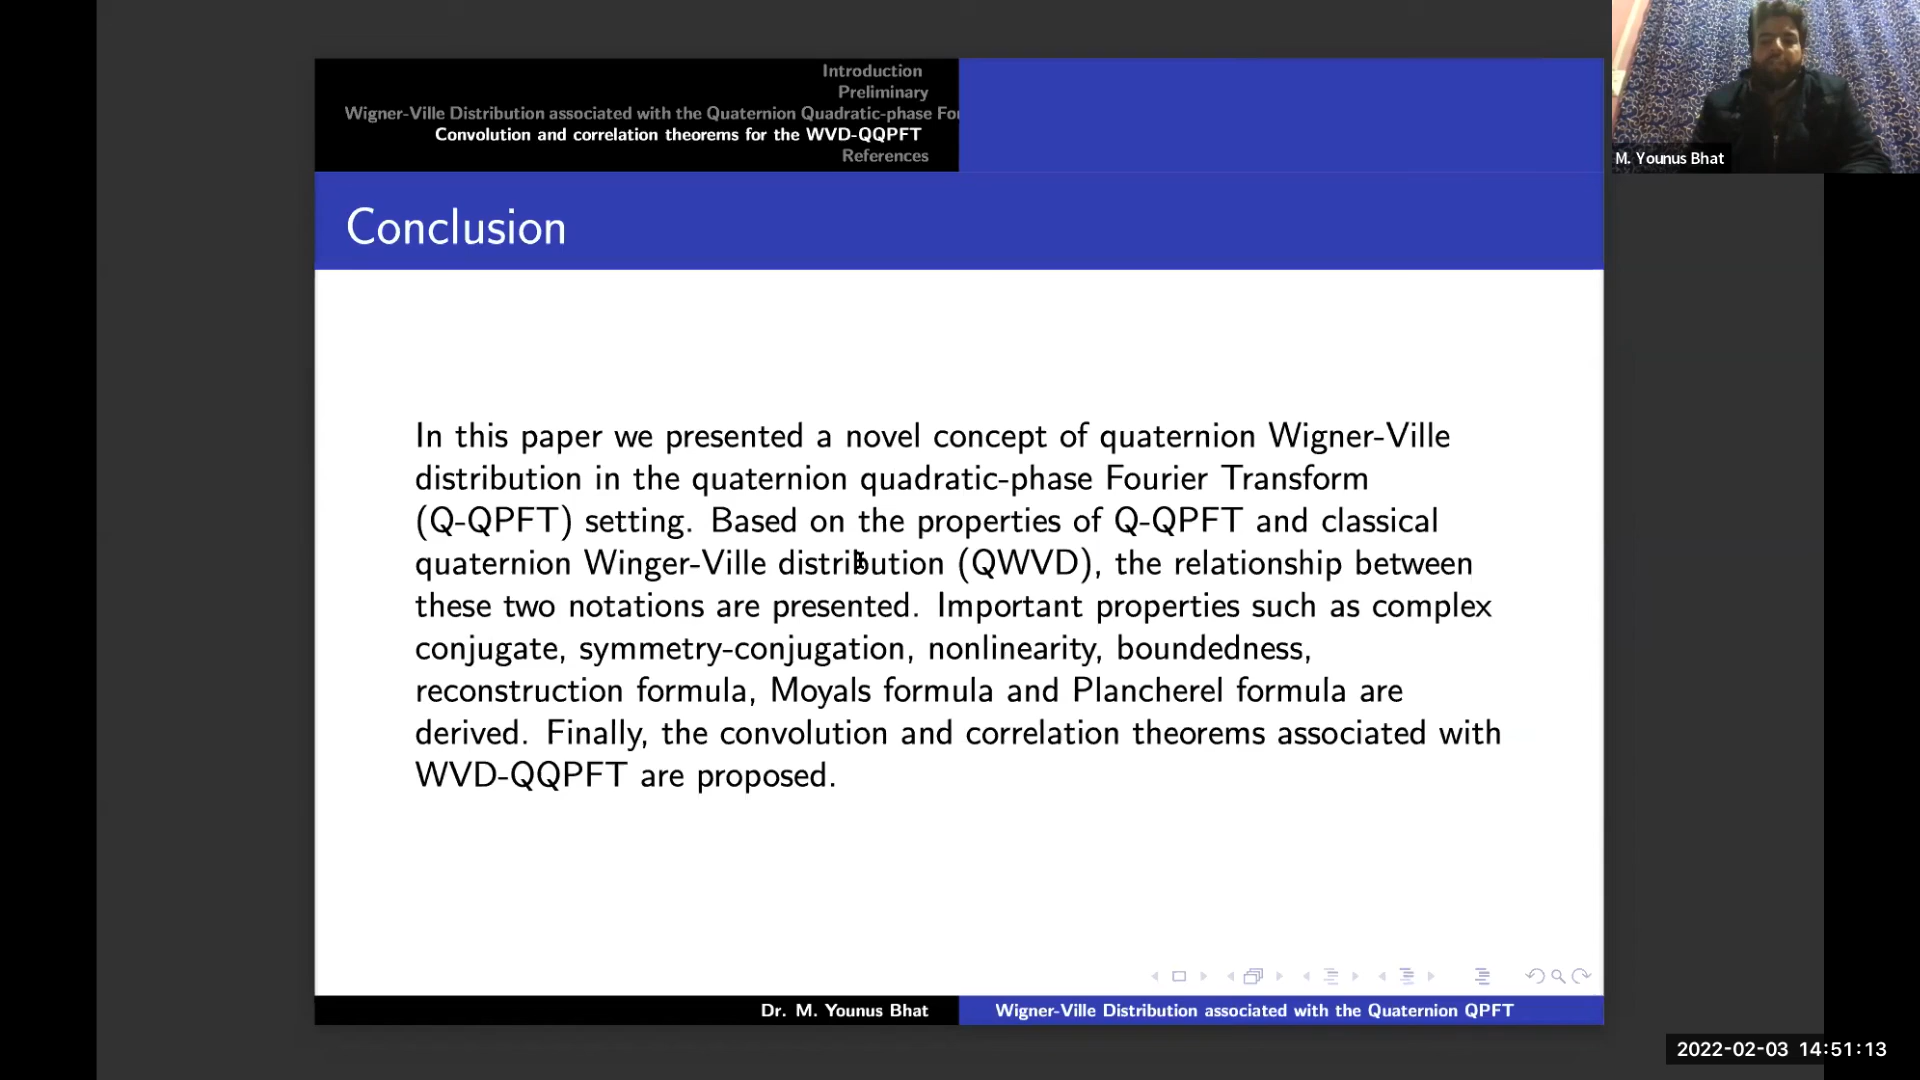 Introduction
Preliminary
Wigner-Ville Distribution associated with the Quaternion Quadratic-phase Fo
Convolution and correlation theorems for the WVD-QQPFT
References
M. Younus Bhat
Conclusion
In this paper we presented a novel concept of quaternion Wigner-Ville
distribution in the quaternion quadratic-phase Fourier Transform
(Q-QPFT) setting. Based on the properties of Q-QPFT and classical
quaternion Winger-Ville distribution (QWVD), the relationship between
these two notations are presented. Important properties such as complex
conjugate, symmetry-conjugation, nonlinearity, boundedness,
reconstruction formula, Moyals formula and Plancherel formula are
derived. Finally, the convolution and correlation theorems associated with
WVD-QQPFT are proposed.
Dr. M. Younus Bhat
Wigner-Ville Distribution associated with the Quaternion QPFT
2022-02-03 14:51:13